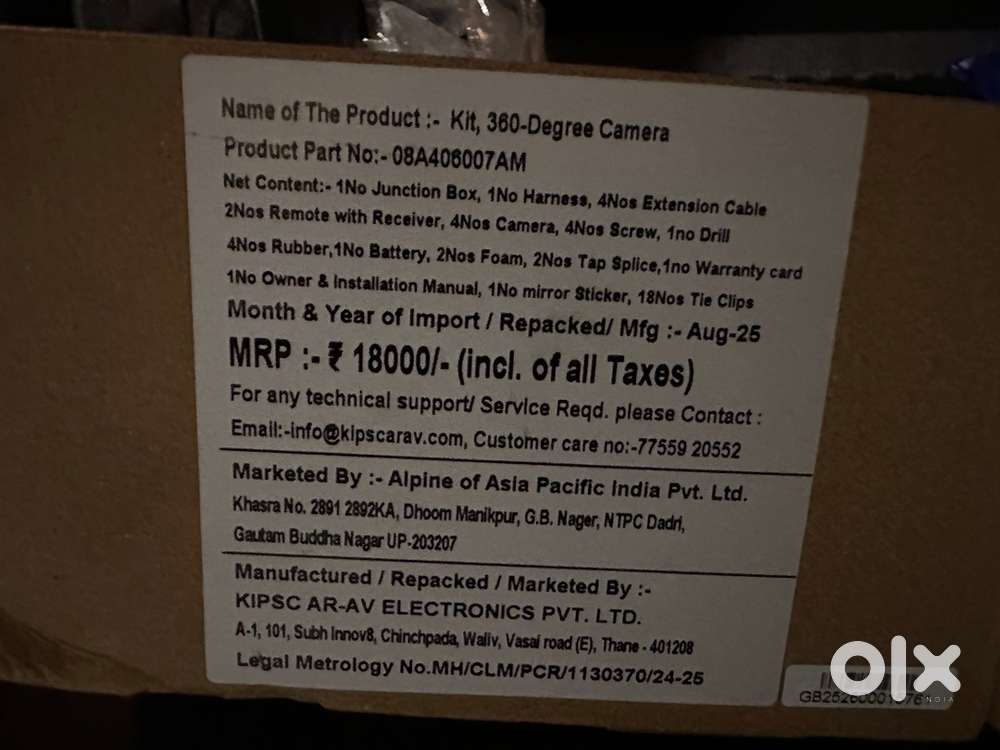 Name of The Product :- Kit, 360-Degree Camera
Product Part No:- 08A406007AM
Net Content:- 1No Junction Box, 1No Harness, 4Nos Extension Cable
2Nos Remote with Receiver, 4Nos Camera, 4Nos Screw, 1no Drill
4Nos Rubber,1No Battery, 2Nos Foam, 2Nos Tap Splice,1no Warranty card
1No Owner & Installation Manual, 1No mirror Sticker, 18Nos Tie Clips
Month & Year of Import / Repacked/ Mfg :- Aug-25
MRP :- ₹ 18000/- (incl. of all Taxes)
For any technical support/ Service Reqd. please Contact :
Email:-info@kipscarav.com, Customer care no:-77559 20552
Marketed By :- Alpine of Asia Pacific India Pvt. Ltd.
Khasra No. 2891 2892KA, Dhoom Manikpur, G.B. Nager, NTPC Dadri,
Gautam Buddha Nagar UP-203207
Manufactured / Repacked / Marketed By :-
KIPSC AR-AV ELECTRONICS PVT. LTD.
A-1, 101, Subh Innov8, Chinchpada, Waliv, Vasai road (E), Thane - 401208
Legal Metrology No.MH/CLM/PCR/1130370/24-25
olx
INDIA